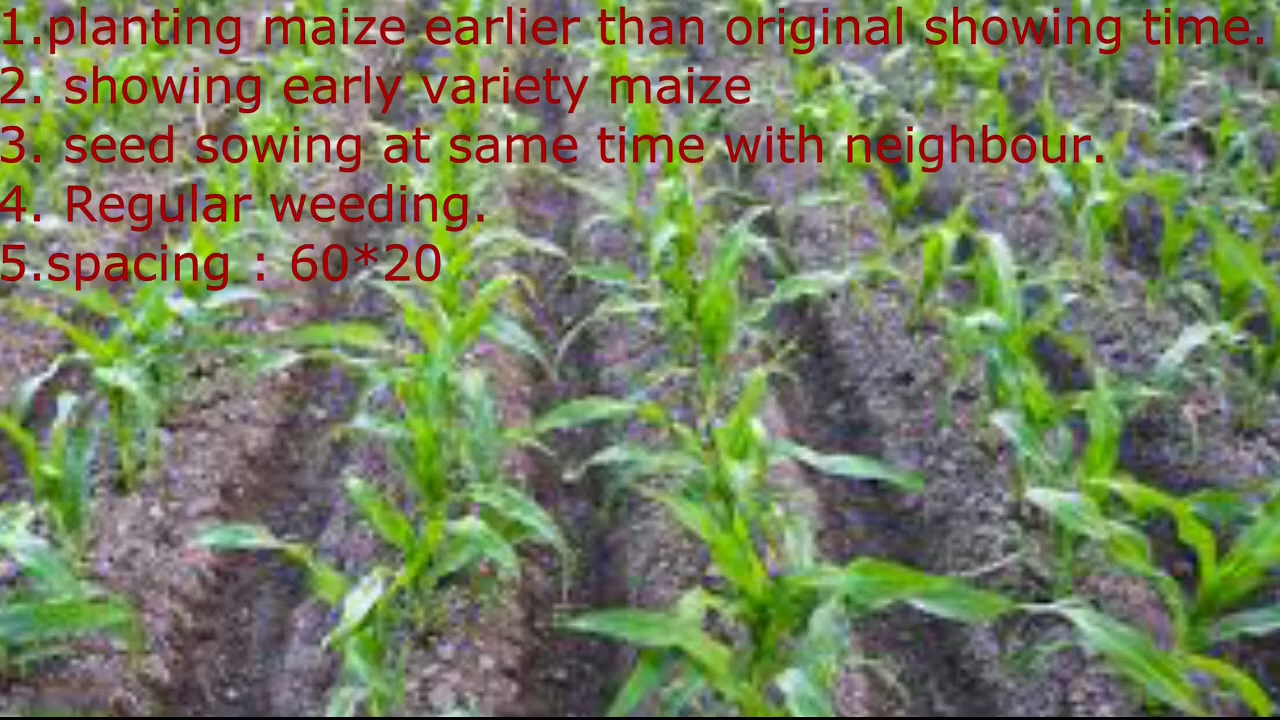 1.planting maize earlier than original showing time.
2. showing early variety maize
3. seed sowing at same time with neighbour.
4. Regular weeding.
5.spacing : 60*20